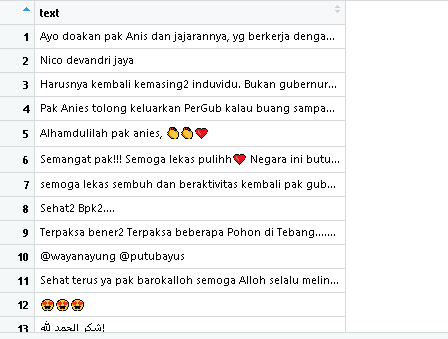 text
1 Ayo doakan pak Anis dan jajarannya, yg berkerja denga...
2 Nico devandri jaya
3 Harusnya kembali kemasing2 induvidu. Bukan gubernur...
4 Pak Anies tolong keluarkan PerGub kalau buang sampa...
5 Alhamdulilah pak anies, 👏👏❤️
6 Semangat pak!!! Semoga lekas pulihh❤️ Negara ini butu...
7 semoga lekas sembuh dan beraktivitas kembali pak gub...
8 Sehat2 Bpk2....
9 Terpaksa bener2 Terpaksa beberapa Pohon di Tebang.......
10 @wayanayung @putubayus
11 Sehat terus ya pak barokalloh semoga Alloh selalu melin...
12 😍😍😍
13 شكر الحمد لله!